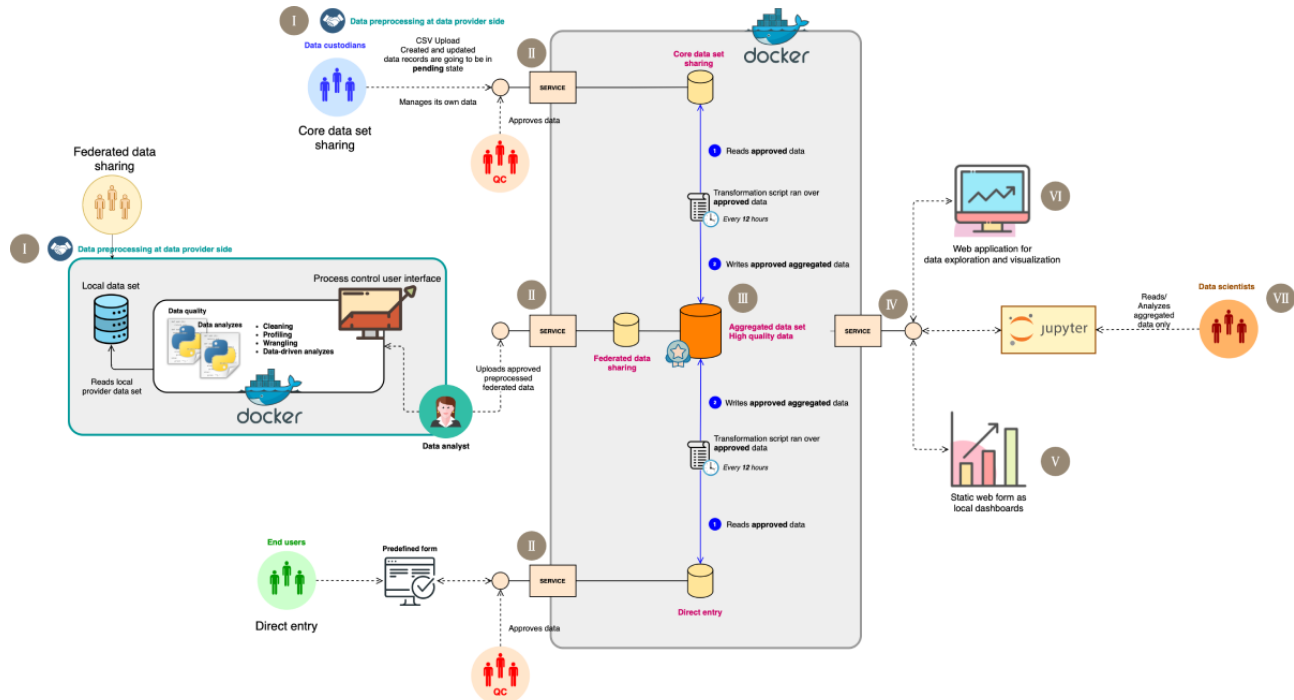 I
Data preprocessing at data provider side
Data custodians
CSV Upload
Created and updated
data records are going to be in
pending state
Manages its own data
Core data set
sharing
II
SERVICE
Approves data
QC
docker
Core data set
sharing
1 Reads approved data
Transformation script ran over
approved data
Every 12 hours
2 Writes approved aggregated data
Federated data
sharing
I
Data preprocessing at data provider side
Local data set
Process control user interface
Data quality
Data analyzes
• Cleaning
• Profiling
• Wrangling
• Data-driven analyzes
Reads local
provider data set
docker
Data analyst
Uploads approved
preprocessed
federated data
II
SERVICE
Federated data
sharing
III
Aggregated data set
High quality data
2 Writes approved aggregated data
Transformation script ran over
approved data
Every 12 hours
1 Reads approved data
End users
Direct entry
Predefined form
II
SERVICE
Approves data
QC
Direct entry
IV
SERVICE
VI
Web application for
data exploration and visualization
jupyter
Reads/
Analyzes
aggregated
data only
Data scientists
VII
V
Static web form as
local dashboards